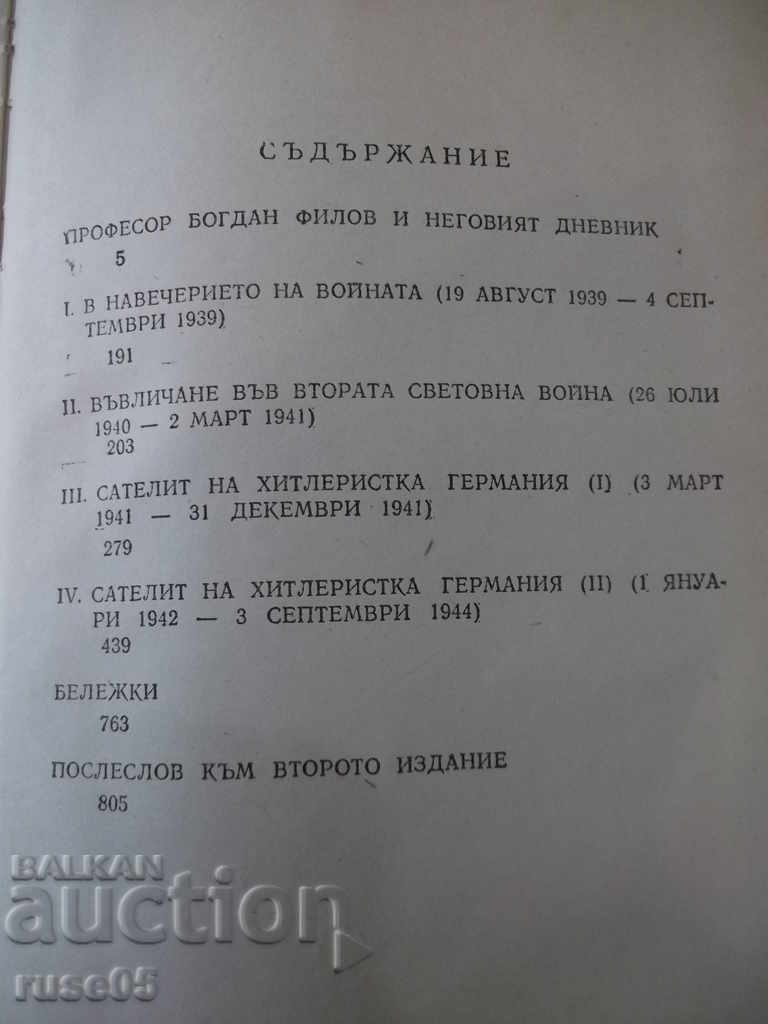 СЪДЪРЖАНИЕ
ПРОФЕСОР БОГДАН ФИЛОВ И НЕГОВИЯТ ДНЕВНИК
5
I. В НАВЕЧЕРИЕТО НА ВОЙНАТА (19 АВГУСТ 1939 — 4 СЕП-
ТЕМВРИ 1939)
191
II. ВЪВЛИЧАНЕ ВЪВ ВТОРАТА СВЕТОВНА ВОЙНА (26 ЮЛИ
1940 — 2 МАРТ 1941)
203
III. САТЕЛИТ НА ХИТЛЕРИСТКА ГЕРМАНИЯ (I) (3 МАРТ
1941 — 31 ДЕКЕМВРИ 1941)
279
IV. САТЕЛИТ НА ХИТЛЕРИСТКА ГЕРМАНИЯ (II) (1 ЯНУА-
РИ 1942 — 3 СЕПТЕМВРИ 1944)
439
БЕЛЕЖКИ
763
ПОСЛЕСЛОВ КЪМ ВТОРОТО ИЗДАНИЕ
805
BALKAN
auction
ruse05